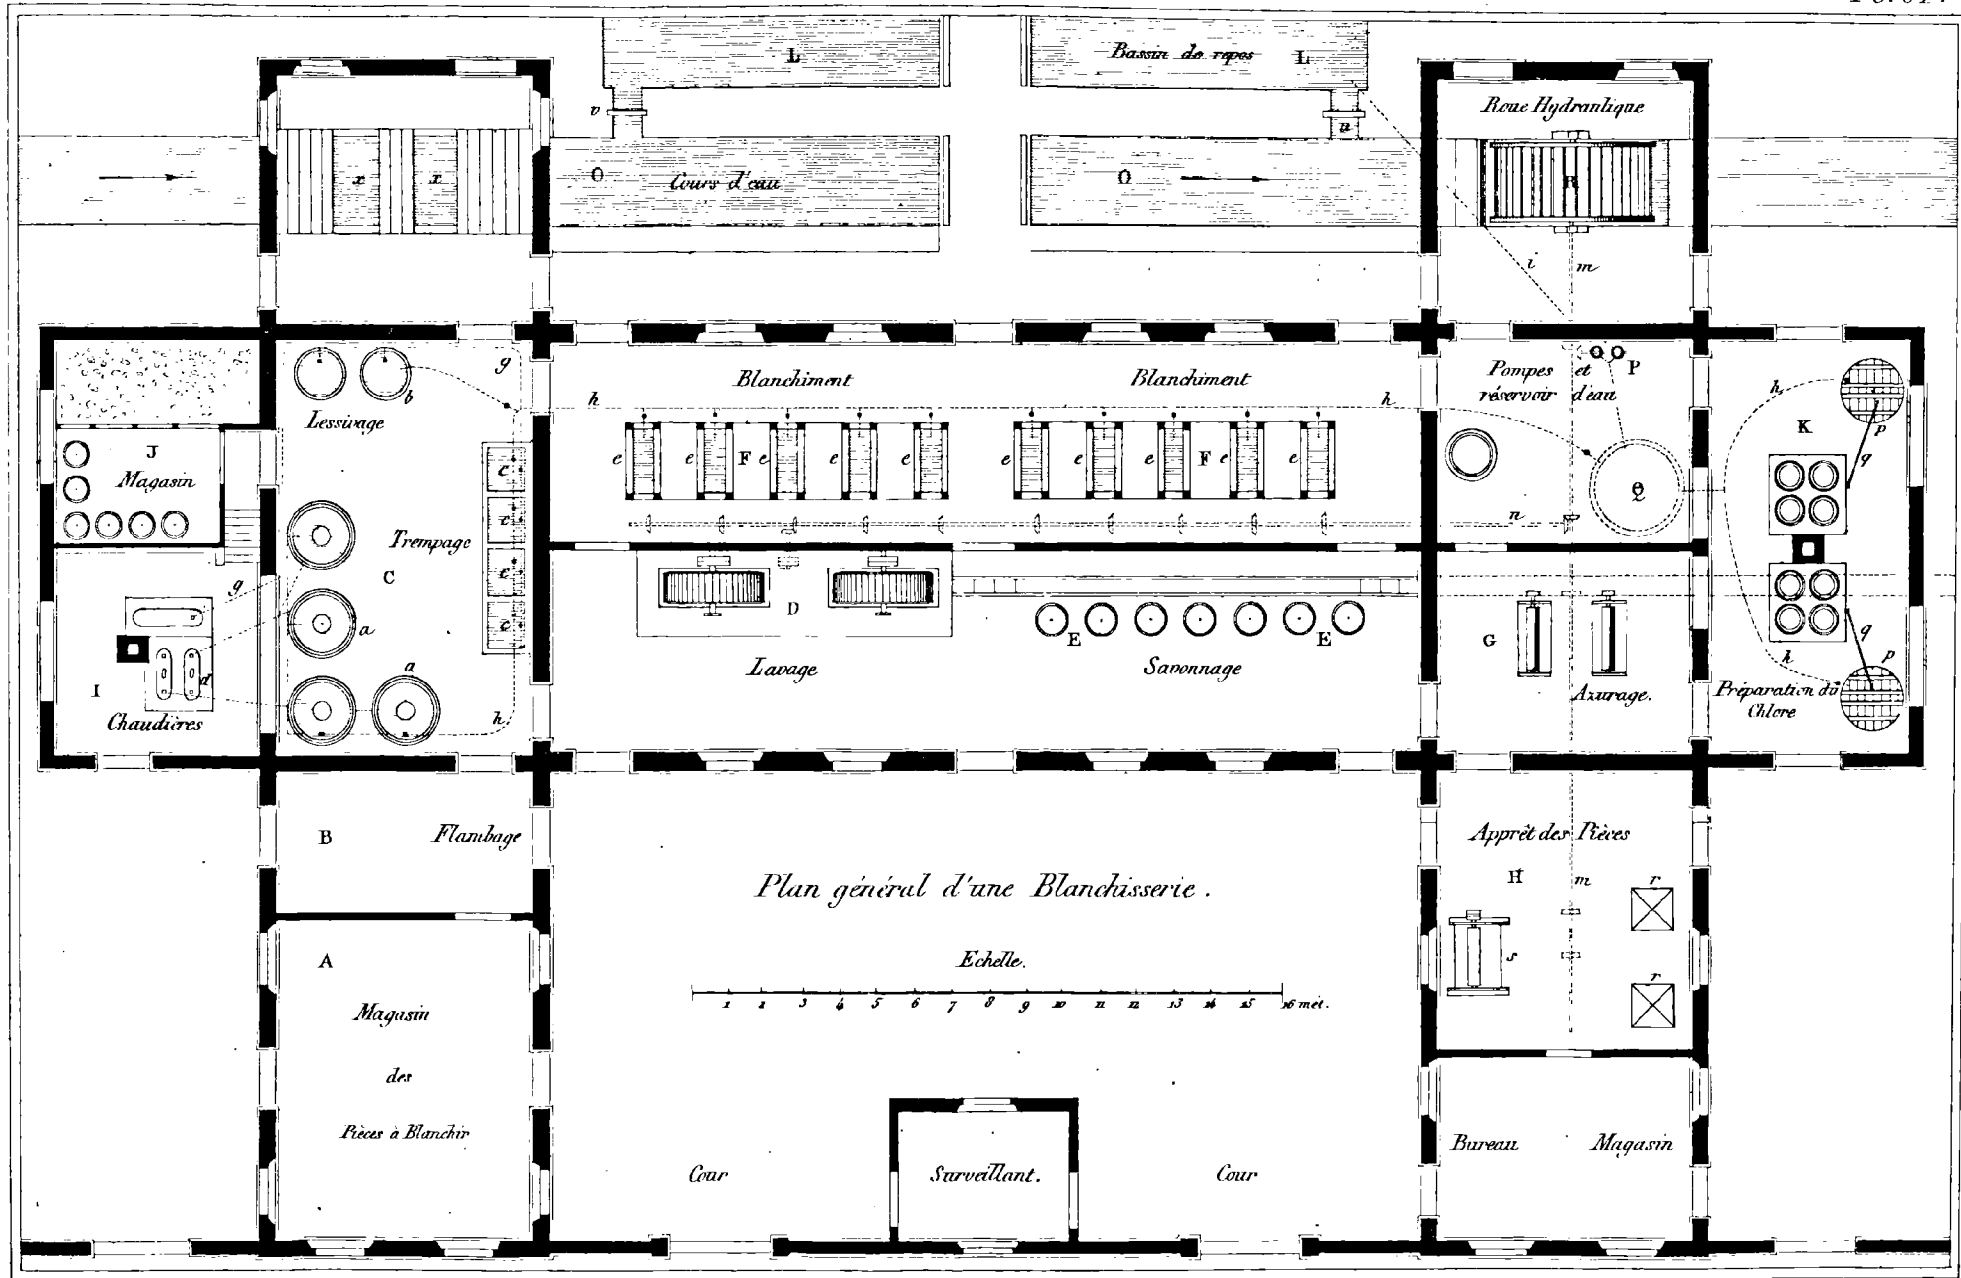 L
Bassin de repos L
Roue Hydraulique
v
u
x x
O Cours d'eau
O
R
i m
g
Blanchiment
Blanchiment
Pompes et P
réservoir d'eau
h
h
h
b
Lessivage
J
Magasin
c
c
c
c
e e F e e e
e e e F e e
K
p
q
Q
n
Trempage
C
g
a
a
d
I
Chaudières
h
D
Lavage
E E
Savonnage
G
Azurage.
q
h
p
Préparation du
Chlore
B Flambage
Apprêt des Pièces
H
m
r
Plan général d'une Blanchisserie.
A
Echelle.
s
r
1 2 3 4 5 6 7 8 9 10 11 12 13 14 15 16 mèt.
Magasin
des
Pièces à Blanchir
Bureau Magasin
Cour
Surveillant.
Cour